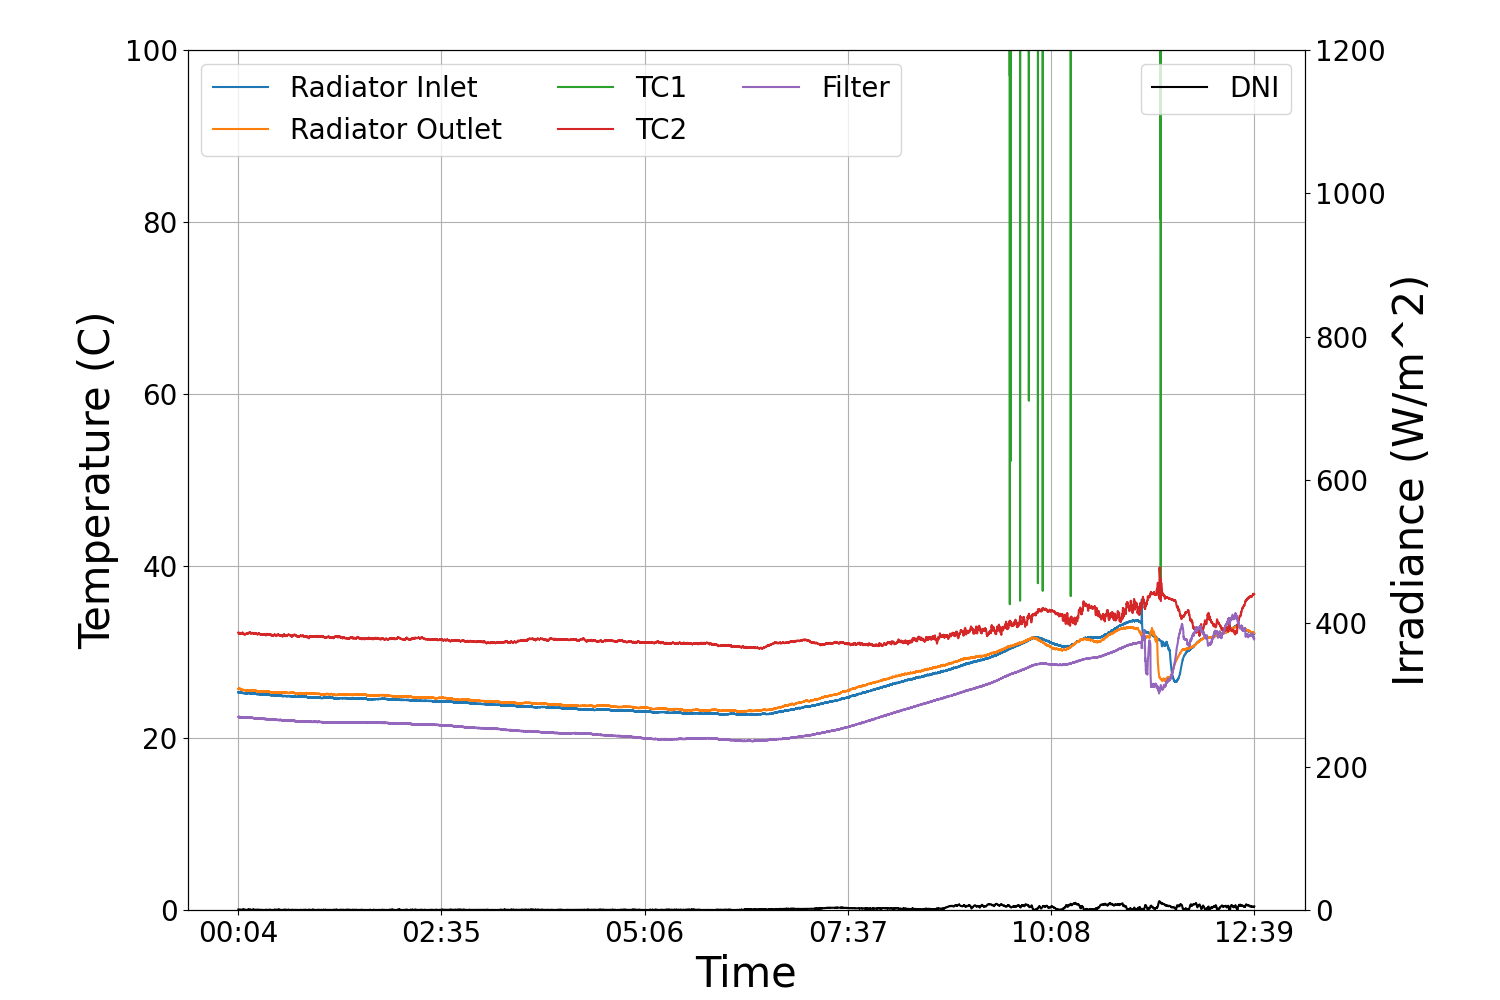 100
80
60
40
20
0
Temperature (C)
Radiator Inlet
Radiator Outlet
TC1
TC2
Filter
DNI
1200
1000
800
600
400
200
0
Irradiance (W/m^2)
00:04 02:35 05:06 07:37 10:08 12:39
Time